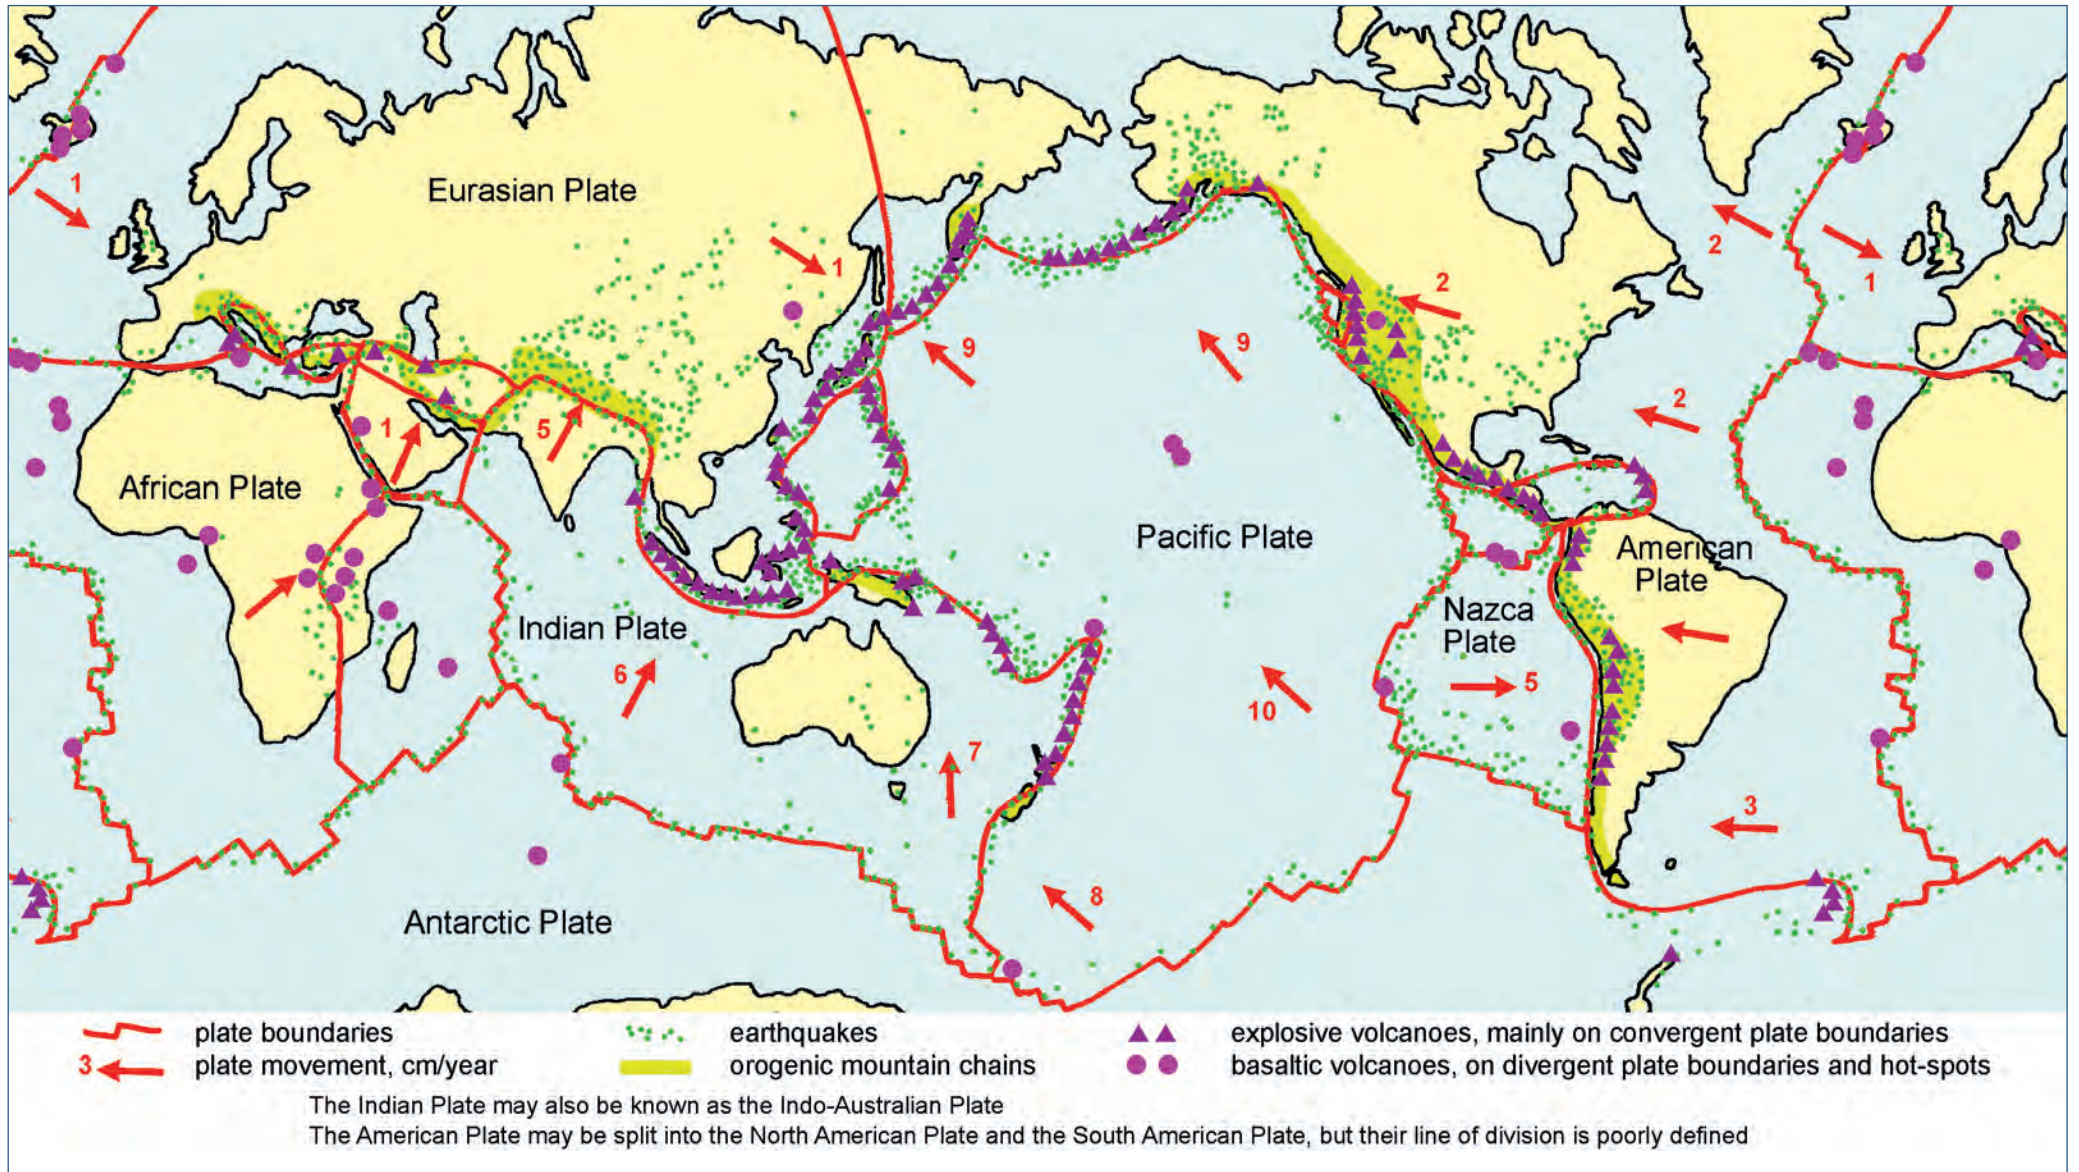 1
Eurasian Plate
1
2
1
2
9
9
2
1
5
African Plate
Pacific Plate
American
Plate
Nazca
Plate
Indian Plate
6
5
10
7
3
8
Antarctic Plate
plate boundaries
earthquakes
explosive volcanoes, mainly on convergent plate boundaries
3
plate movement, cm/year
orogenic mountain chains
basaltic volcanoes, on divergent plate boundaries and hot-spots
The Indian Plate may also be known as the Indo-Australian Plate
The American Plate may be split into the North American Plate and the South American Plate, but their line of division is poorly defined